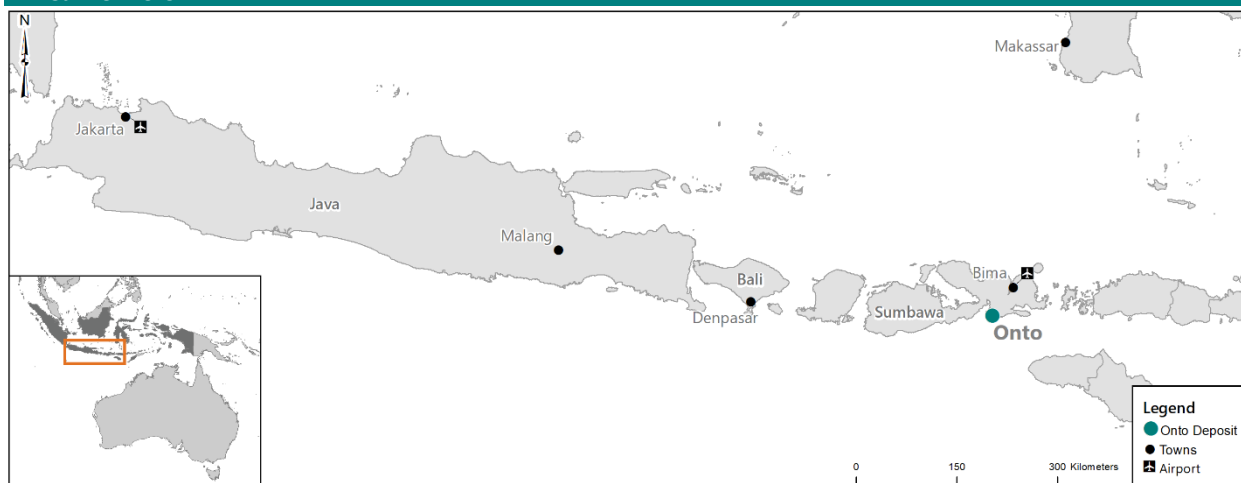 N
Makassar
Jakarta
Java
Malang
Bali
Bima
Denpasar
Sumbawa
Onto
Legend
Onto Deposit
Towns
Airport
0 150 300 Kilometers